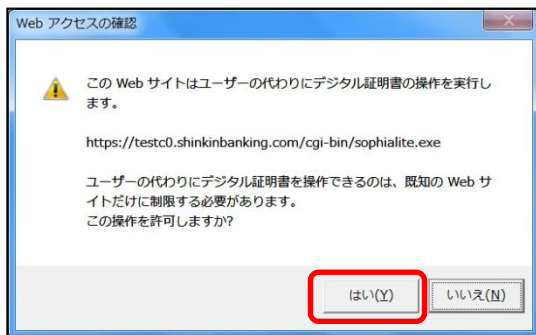 Web アクセスの確認
この Web サイトはユーザーの代わりにデジタル証明書の操作を実行し
ます。
https://testc0.shinkinbanking.com/cgi-bin/sophialite.exe
ユーザーの代わりにデジタル証明書を操作できるのは、既知の Web サ
イトだけに制限する必要があります。
この操作を許可しますか?
はい(Y) いいえ(N)